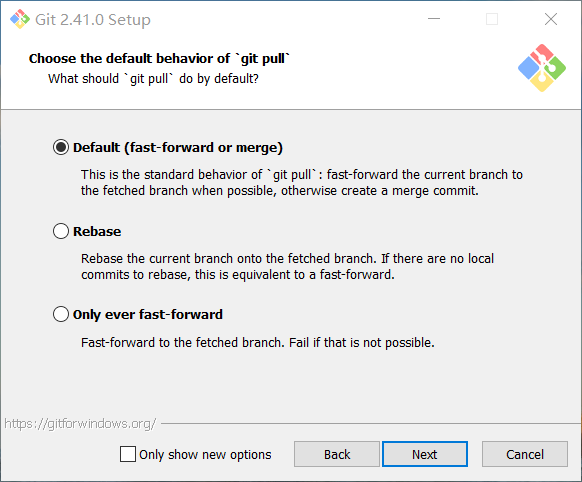 Git 2.41.0 Setup
Choose the default behavior of `git pull`
What should `git pull` do by default?
Default (fast-forward or merge)
This is the standard behavior of `git pull`: fast-forward the current branch to
the fetched branch when possible, otherwise create a merge commit.
Rebase
Rebase the current branch onto the fetched branch. If there are no local
commits to rebase, this is equivalent to a fast-forward.
Only ever fast-forward
Fast-forward to the fetched branch. Fail if that is not possible.
https://gitforwindows.org/
Only show new options
Back
Next
Cancel